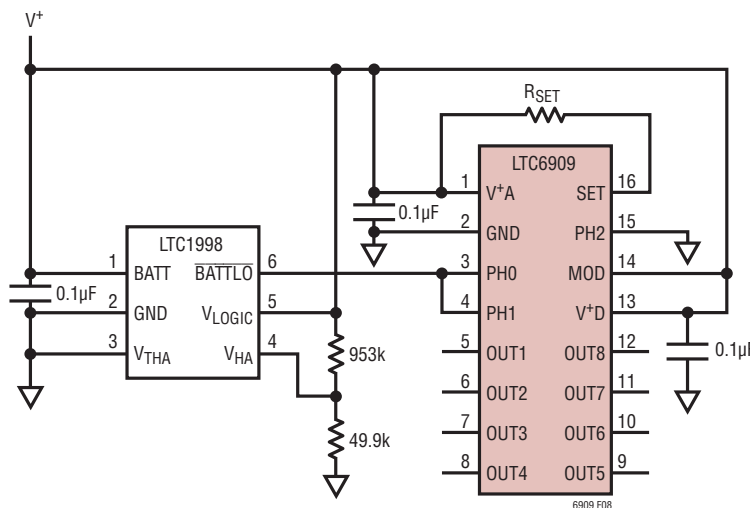 V+
RSET
LTC6909
1
V+A
SET
16
0.1µF
2
GND
PH2
15
LTC1998
1
BATT
BATTLO
6
3
PH0
MOD
14
0.1µF
2
GND
VLOGIC
5
4
PH1
V+D
13
3
VTHA
VHA
4
953k
5
OUT1
OUT8
12
0.1µF
6
OUT2
OUT7
11
49.9k
7
OUT3
OUT6
10
8
OUT4
OUT5
9
6909 F08